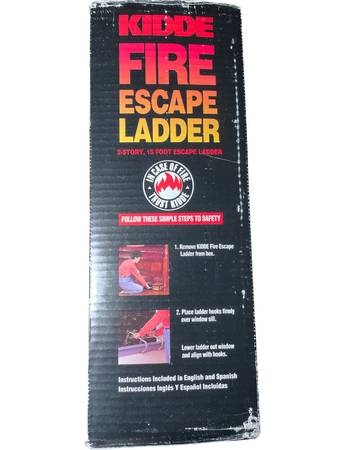 KIDDE
FIRE
ESCAPE
LADDER
2-STORY, 15 FOOT ESCAPE LADDER
IN CASE OF FIRE
TRUST KIDDE
FOLLOW THESE SIMPLE STEPS TO SAFETY
1. Remove KIDDE Fire Escape
Ladder from box.
2. Place ladder hooks firmly
over window sill.
Lower ladder out window
and align with hooks.
Instructions Included in English and Spanish
Instrucciones Inglés Y Español Incluidas